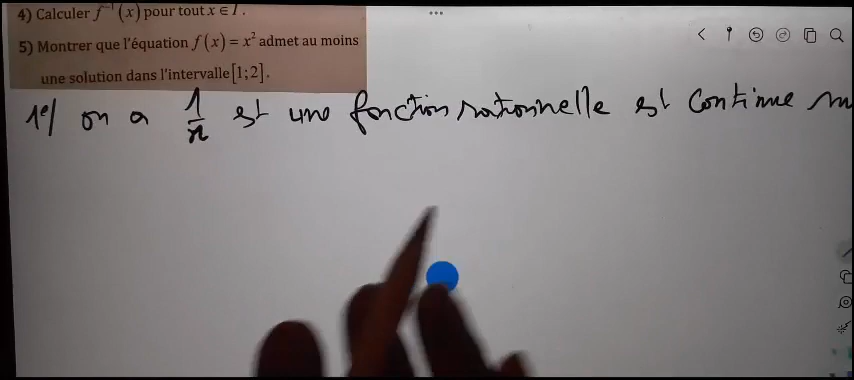 4) Calculer f⁻¹(x) pour tout x ∈ I.
5) Montrer que l'équation f(x) = x² admet au moins
une solution dans l'intervalle [1;2].
1°/ on a 1/x est une fonction rationnelle est continue